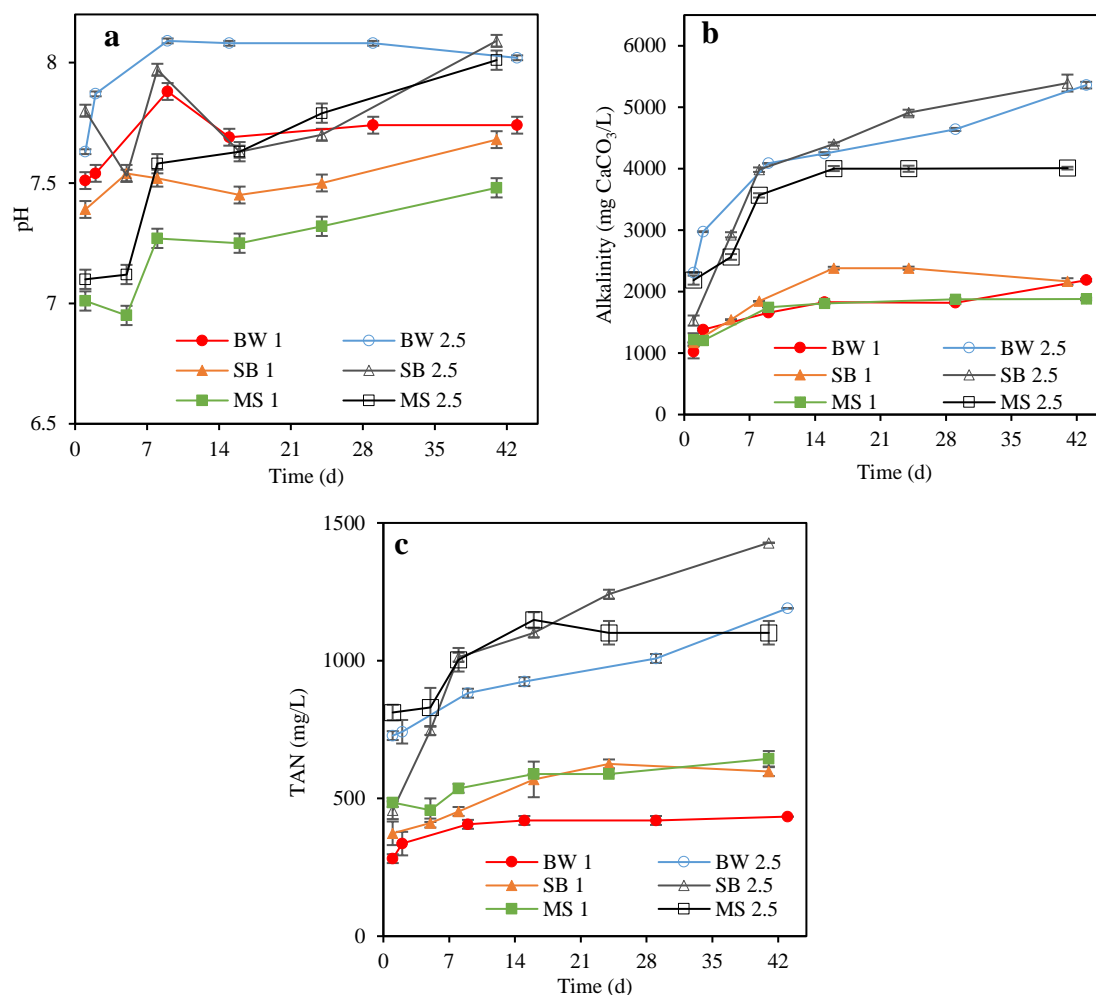 a
8
7.5
7
6.5
pH
0 7 14 21 28 35 42
Time (d)
BW 1 BW 2.5
SB 1 SB 2.5
MS 1 MS 2.5
b
6000
5000
4000
3000
2000
1000
0
Alkalinity (mg CaCO3/L)
0 7 14 21 28 35 42
Time (d)
BW 1 BW 2.5
SB 1 SB 2.5
MS 1 MS 2.5
c
1500
1000
500
0
TAN (mg/L)
0 7 14 21 28 35 42
Time (d)
BW 1 BW 2.5
SB 1 SB 2.5
MS 1 MS 2.5